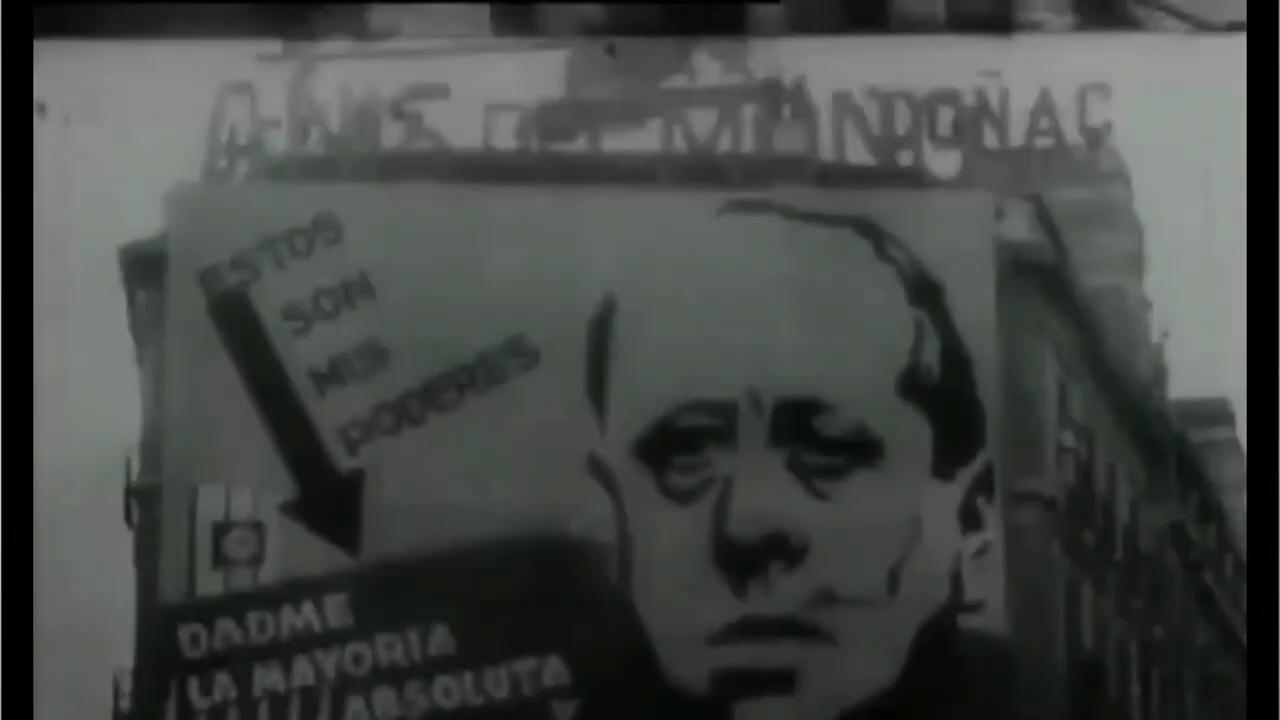 ESTOS
SON
MIS
PODERES
DADME
LA MAYORIA
ABSOLUTA